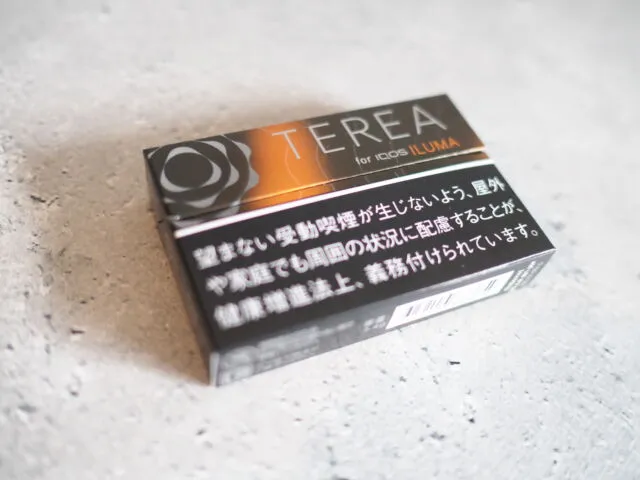 TEREA
for IQOS ILUMA
望まない受動喫煙が生じないよう、屋外
や家庭でも周囲の状況に配慮することが、
健康増進法上、義務付けられています。